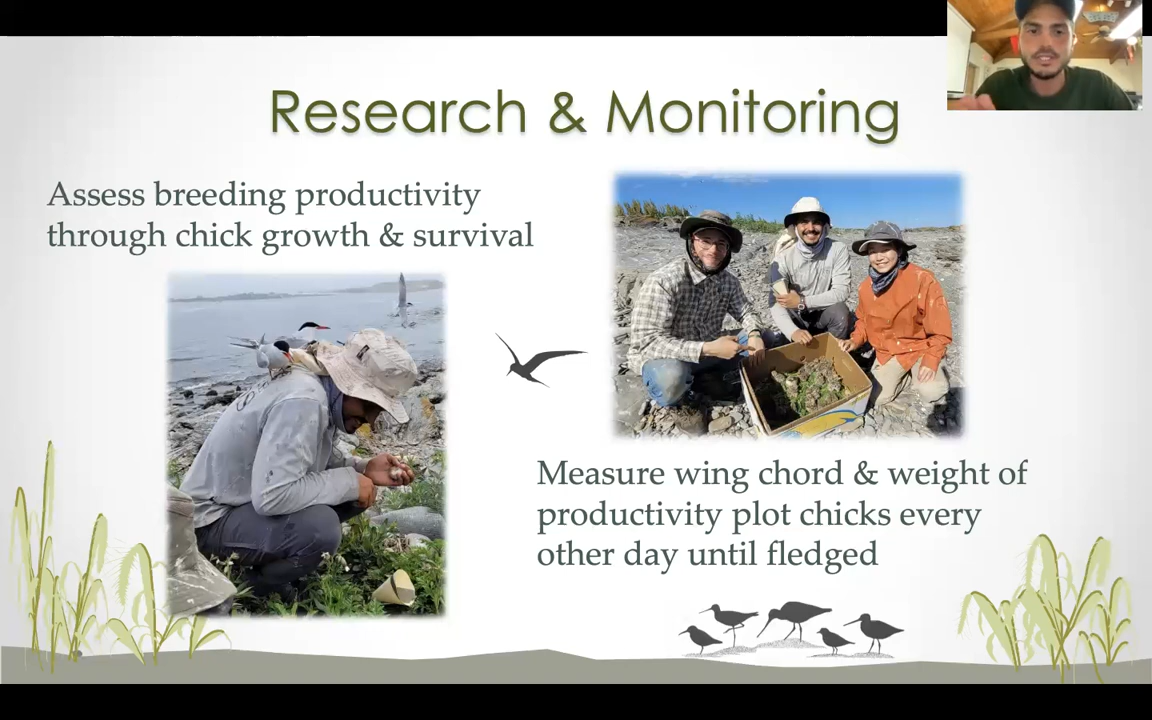 Research & Monitoring
Assess breeding productivity
through chick growth & survival
Measure wing chord & weight of
productivity plot chicks every
other day until fledged